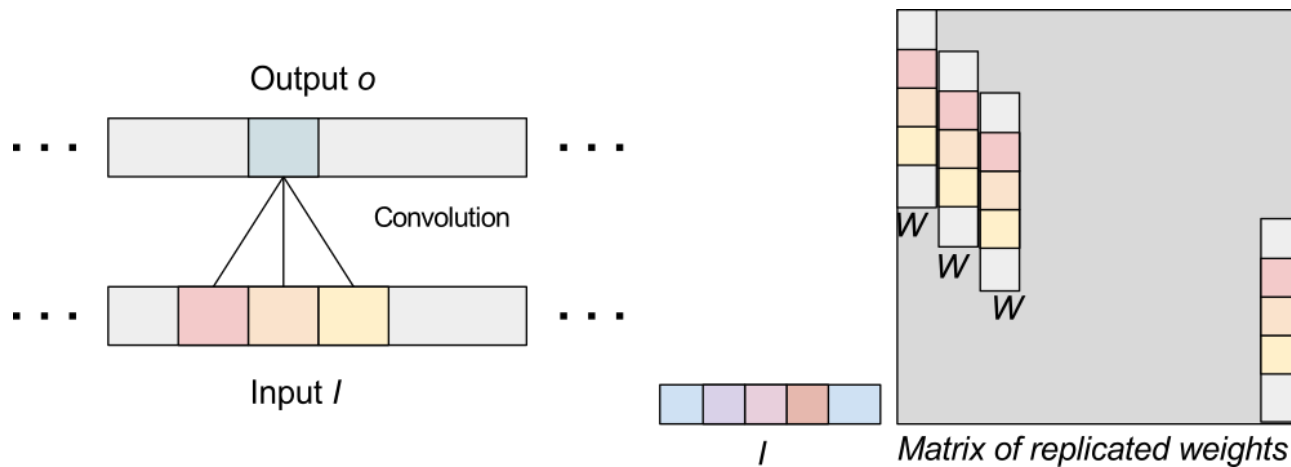 Output o
. . .
. . .
Convolution
. . .
. . .
Input I
W
W
W
I
Matrix of replicated weights